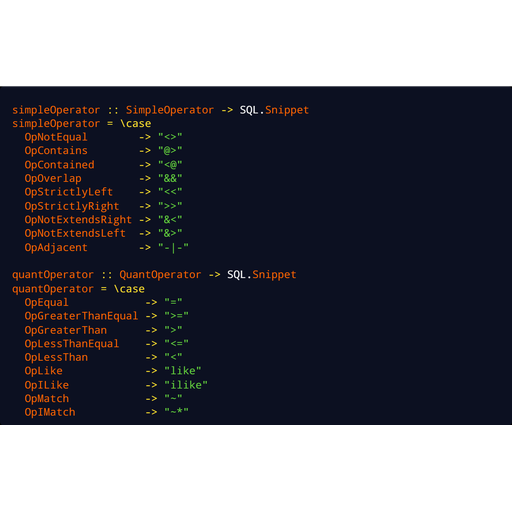 simpleOperator :: SimpleOperator -> SQL.Snippet
simpleOperator = \case
  OpNotEqual        -> "<>"
  OpContains        -> "@>"
  OpContained       -> "<@"
  OpOverlap         -> "&&"
  OpStrictlyLeft    -> "<<"
  OpStrictlyRight   -> ">>"
  OpNotExtendsRight -> "&<"
  OpNotExtendsLeft  -> "&>"
  OpAdjacent        -> "-|-"

quantOperator :: QuantOperator -> SQL.Snippet
quantOperator = \case
  OpEqual            -> "="
  OpGreaterThanEqual -> ">="
  OpGreaterThan      -> ">"
  OpLessThanEqual    -> "<="
  OpLessThan         -> "<"
  OpLike             -> "like"
  OpILike            -> "ilike"
  OpMatch            -> "~"
  OpIMatch           -> "~*"